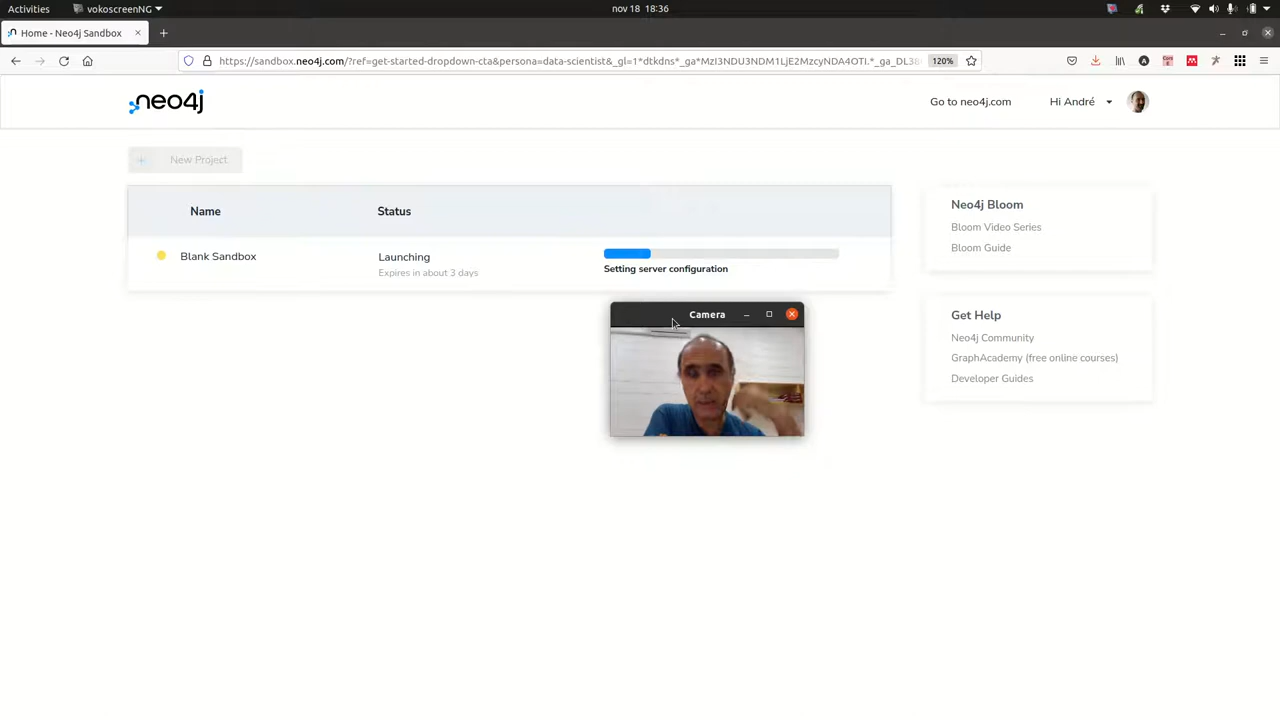 Activities
vokoscreenNG
nov 18 18:36
Home - Neo4j Sandbox
https://sandbox.neo4j.com/?ref=get-started-dropdown-cta&persona=data-scientist&_gl=1*dtkdns*_ga*
120%
neo4j
Go to neo4j.com
Hi André
New Project
Name
Status
Blank Sandbox
Launching
Expires in about 3 days
Setting server configuration
Neo4j Bloom
Bloom Video Series
Bloom Guide
Camera
Get Help
Neo4j Community
GraphAcademy (free online courses)
Developer Guides